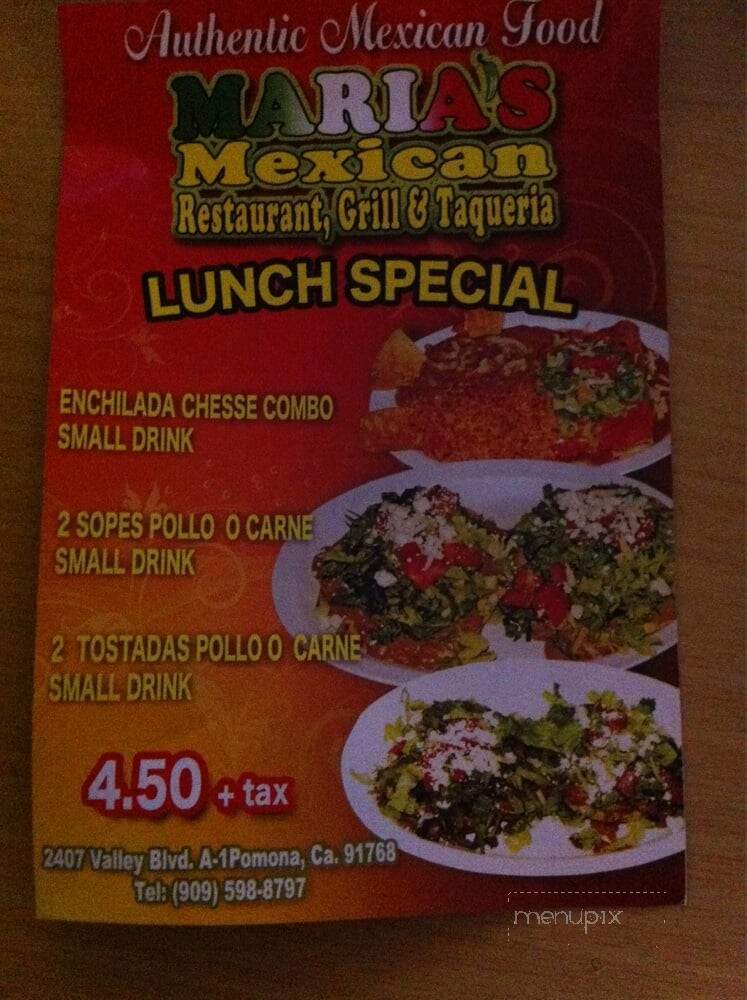 Authentic Mexican Food
MARIA'S
Mexican
Restaurant, Grill & Taqueria
LUNCH SPECIAL
ENCHILADA CHESSE COMBO
SMALL DRINK
2 SOPES POLLO O CARNE
SMALL DRINK
2 TOSTADAS POLLO O CARNE
SMALL DRINK
4.50 + tax
2407 Valley Blvd. A-1Pomona, Ca. 91768
Tel: (909) 598-8797
menupix